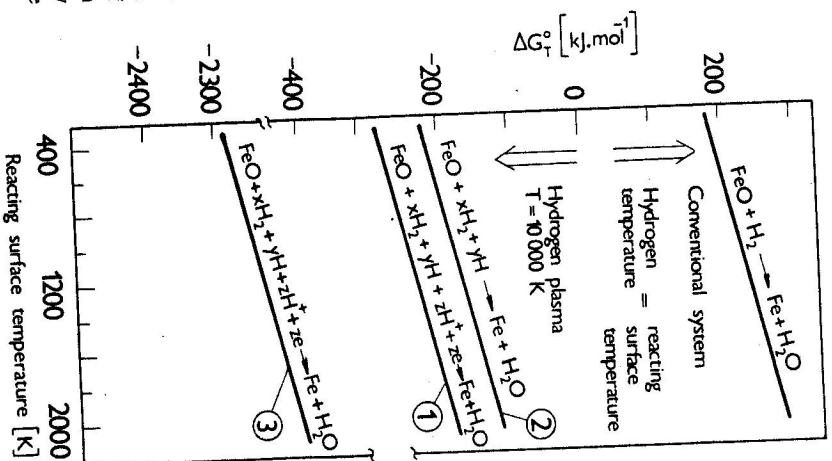 ΔG°T [kJ.mol⁻¹]
200
0
-200
-400
-2300
-2400
FeO + H₂ → Fe + H₂O
Conventional system
Hydrogen = reacting
temperature surface
temperature
Hydrogen plasma
T = 10 000 K
FeO + xH₂ + yH → Fe + H₂O
②
FeO + xH₂ + yH + zH⁺ + ze → Fe + H₂O
①
FeO + xH₂ + yH + zH⁺ + ze → Fe + H₂O
③
400
1200
2000
Reacting surface temperature [K]